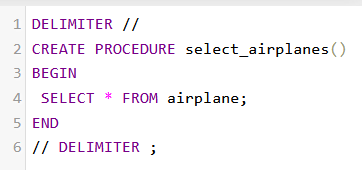 1 DELIMITER //
2 CREATE PROCEDURE select_airplanes()
3 BEGIN
4  SELECT * FROM airplane;
5 END
6 // DELIMITER ;